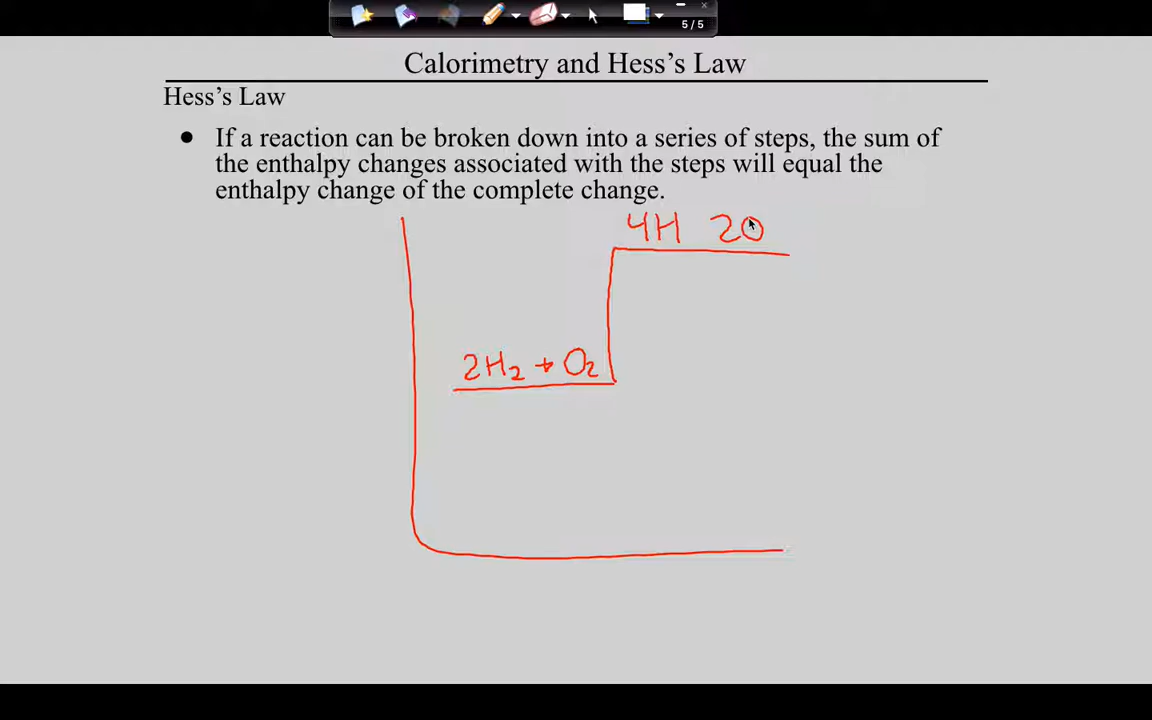 5/5
Calorimetry and Hess's Law
Hess's Law
● If a reaction can be broken down into a series of steps, the sum of
the enthalpy changes associated with the steps will equal the
enthalpy change of the complete change.
4H 2O
2H₂ + O₂